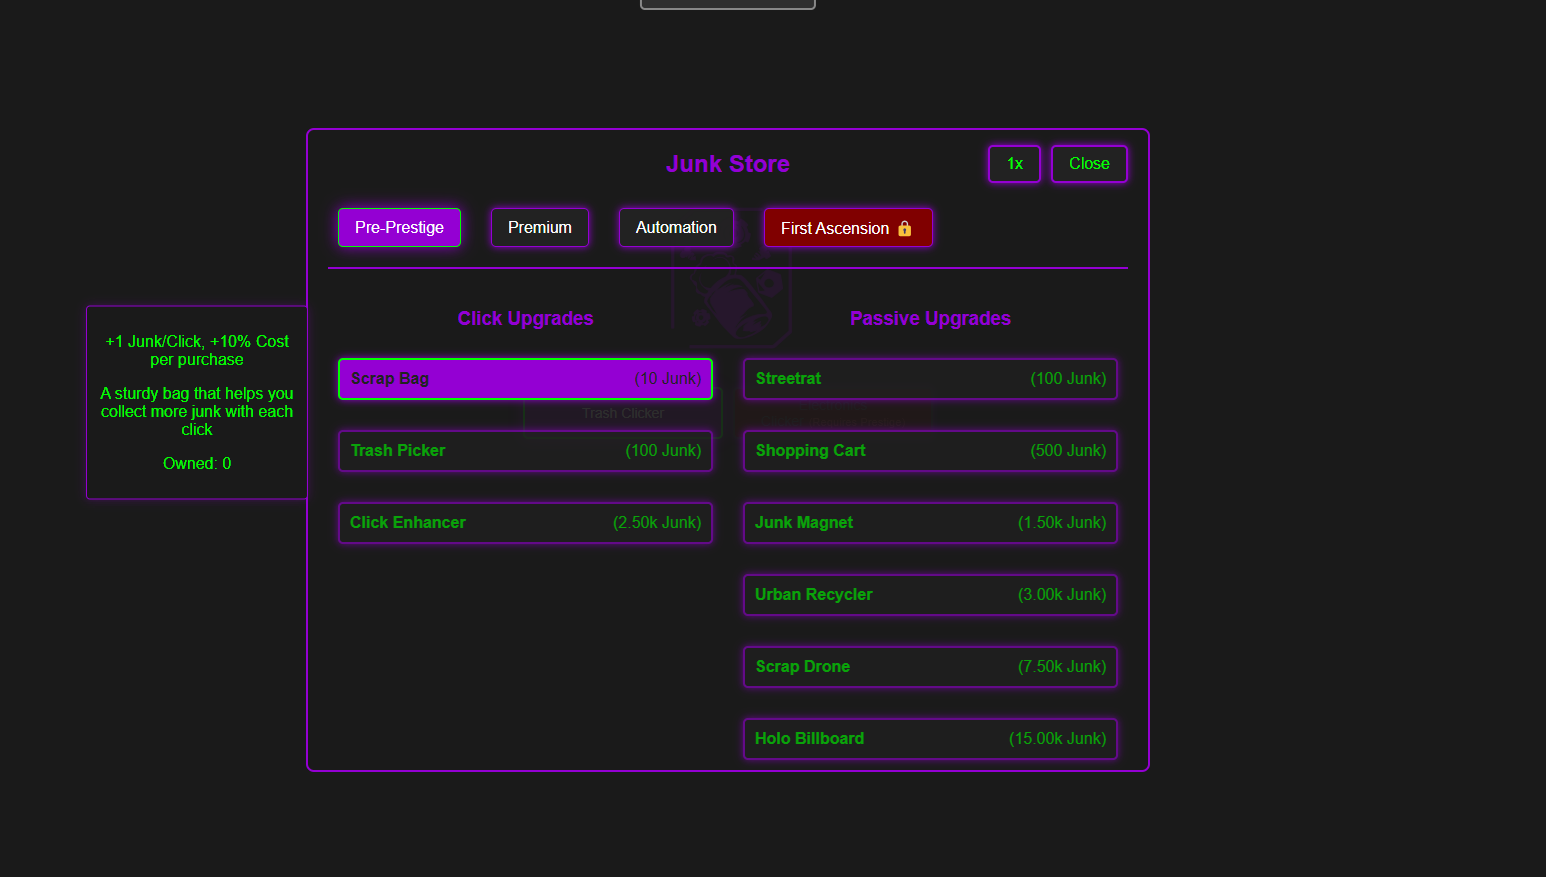 Junk Store
1x
Close
Pre-Prestige
Premium
Automation
First Ascension
+1 Junk/Click, +10% Cost
per purchase
A sturdy bag that helps you
collect more junk with each
click
Owned: 0
Click Upgrades
Scrap Bag (10 Junk)
Trash Clicker
Trash Picker (100 Junk)
Click Enhancer (2.50k Junk)
Passive Upgrades
Streetrat (100 Junk)
Shopping Cart (500 Junk)
Junk Magnet (1.50k Junk)
Urban Recycler (3.00k Junk)
Scrap Drone (7.50k Junk)
Holo Billboard (15.00k Junk)